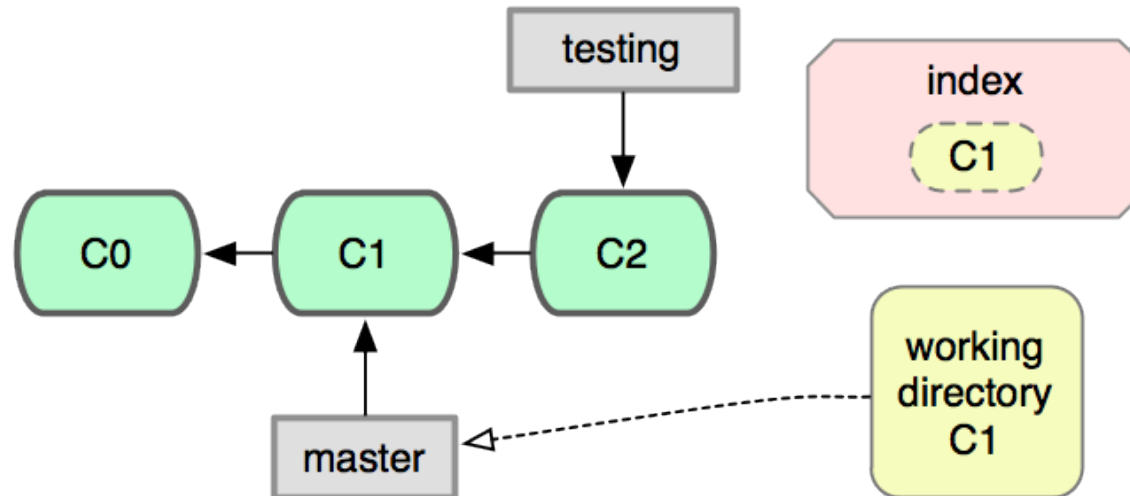 testing
index
C1
C0
C1
C2
working
directory
C1
master